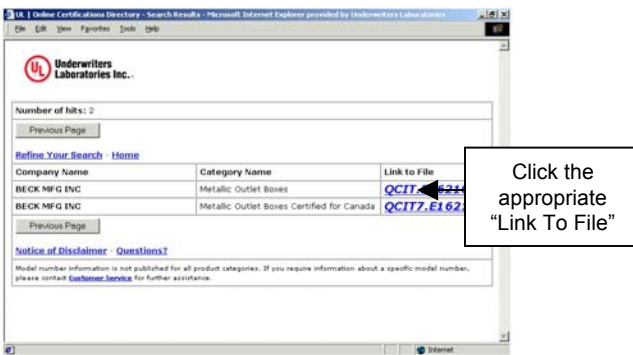 UL | Online Certifications Directory - Search Results - Microsoft Internet Explorer provided by Underwriters Laboratories
File Edit View Favorites Tools Help
UL
Underwriters
Laboratories Inc.
Number of hits: 2
Previous Page
Refine Your Search - Home
Company Name Category Name Link to File
BECK MFG INC Metallic Outlet Boxes
BECK MFG INC Metallic Outlet Boxes Certified for Canada
Previous Page
Notice of Disclaimer - Questions?
Model number information is not published for all product categories. If you require information about a specific model number,
please contact Customer Service for further assistance.
Internet
Click the
appropriate
“Link To File”